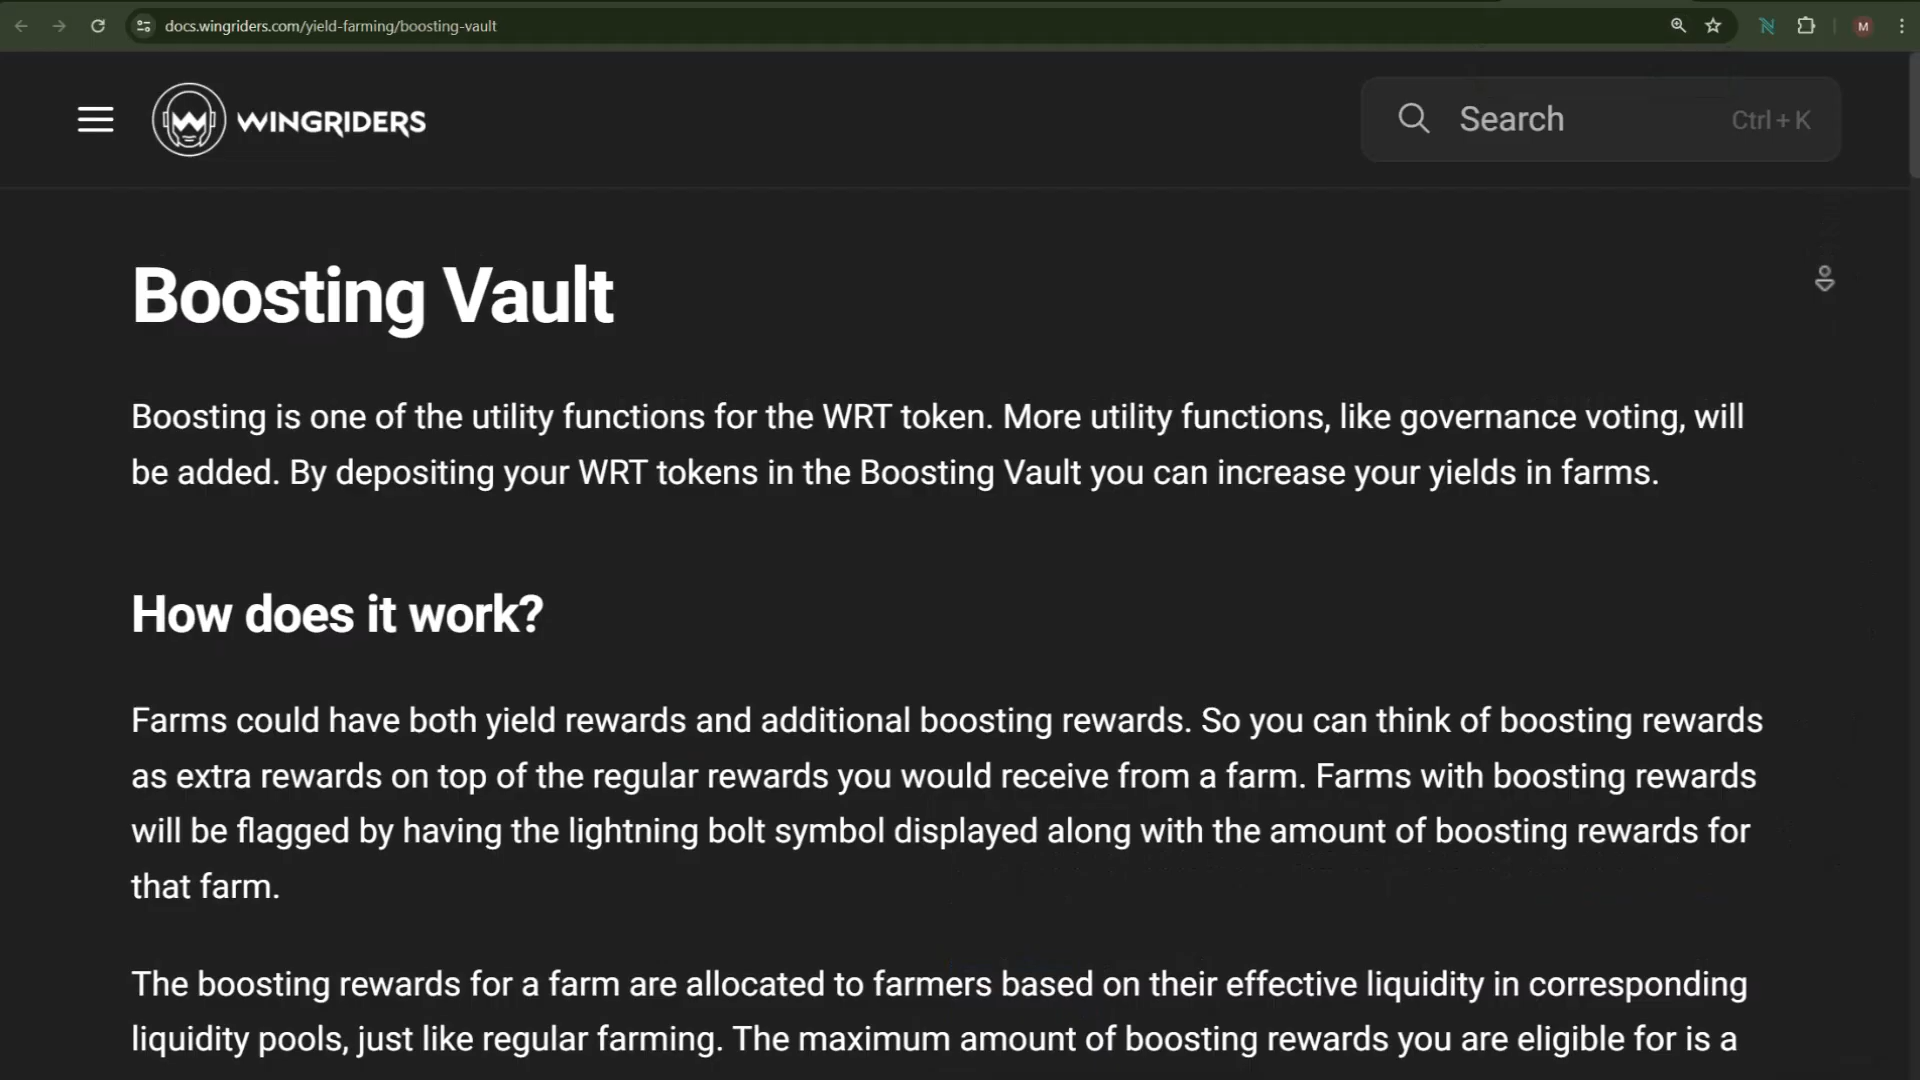 docs.wingriders.com/yield-farming/boosting-vault
M
WINGRIDERS
Search
Ctrl + K
Boosting Vault
Boosting is one of the utility functions for the WRT token. More utility functions, like governance voting, will
be added. By depositing your WRT tokens in the Boosting Vault you can increase your yields in farms.
How does it work?
Farms could have both yield rewards and additional boosting rewards. So you can think of boosting rewards
as extra rewards on top of the regular rewards you would receive from a farm. Farms with boosting rewards
will be flagged by having the lightning bolt symbol displayed along with the amount of boosting rewards for
that farm.
The boosting rewards for a farm are allocated to farmers based on their effective liquidity in corresponding
liquidity pools, just like regular farming. The maximum amount of boosting rewards you are eligible for is a